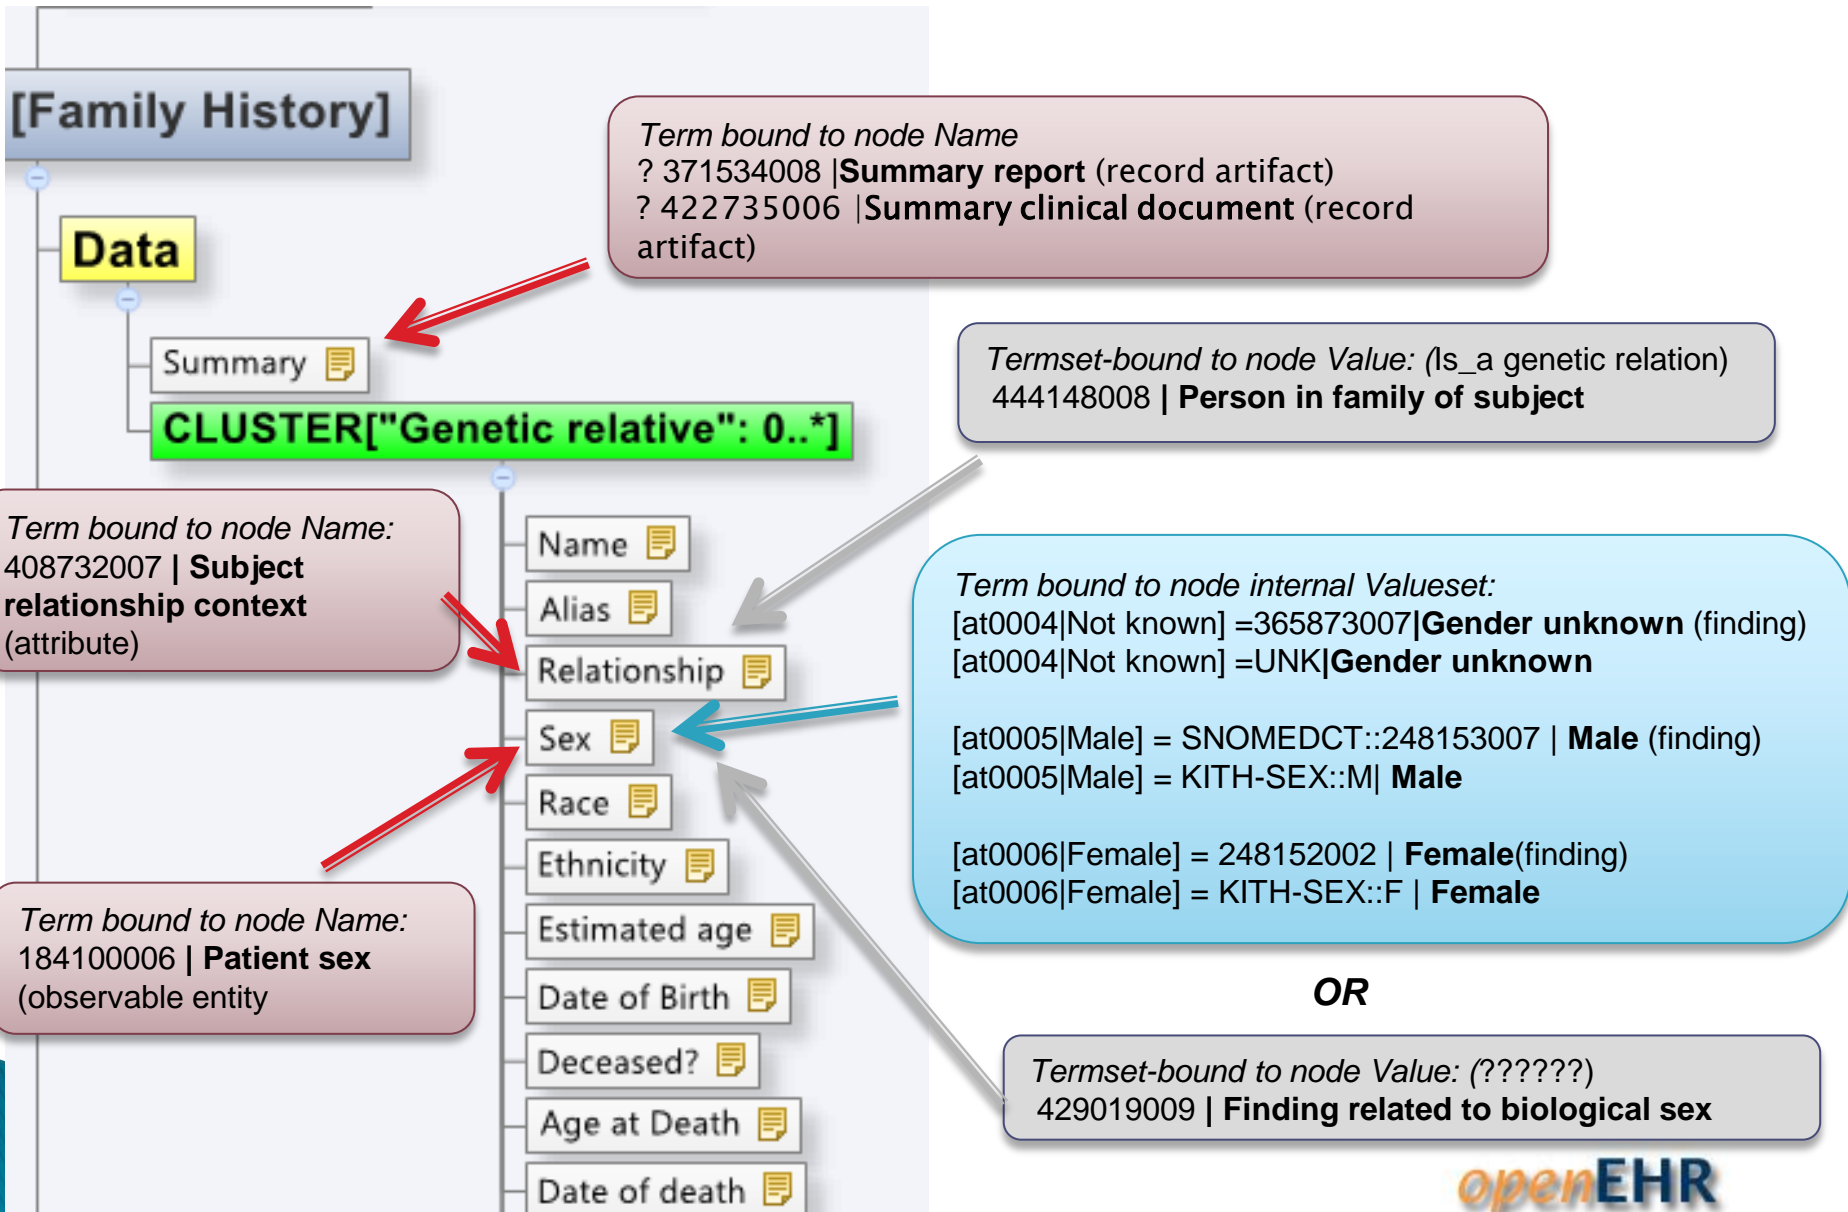 [Family History]
Data
Summary
CLUSTER["Genetic relative": 0..*]
Name
Alias
Relationship
Sex
Race
Ethnicity
Estimated age
Date of Birth
Deceased?
Age at Death
Date of death
Term bound to node Name
? 371534008 |Summary report (record artifact)
? 422735006 |Summary clinical document (record
artifact)
Termset-bound to node Value: (Is_a genetic relation)
444148008 | Person in family of subject
Term bound to node Name:
408732007 | Subject
relationship context
(attribute)
Term bound to node internal Valueset:
[at0004|Not known] =365873007|Gender unknown (finding)
[at0004|Not known] =UNK|Gender unknown
[at0005|Male] = SNOMEDCT::248153007 | Male (finding)
[at0005|Male] = KITH-SEX::M| Male
[at0006|Female] = 248152002 | Female(finding)
[at0006|Female] = KITH-SEX::F | Female
Term bound to node Name:
184100006 | Patient sex
(observable entity
OR
Termset-bound to node Value: (??????)
429019009 | Finding related to biological sex
openEHR